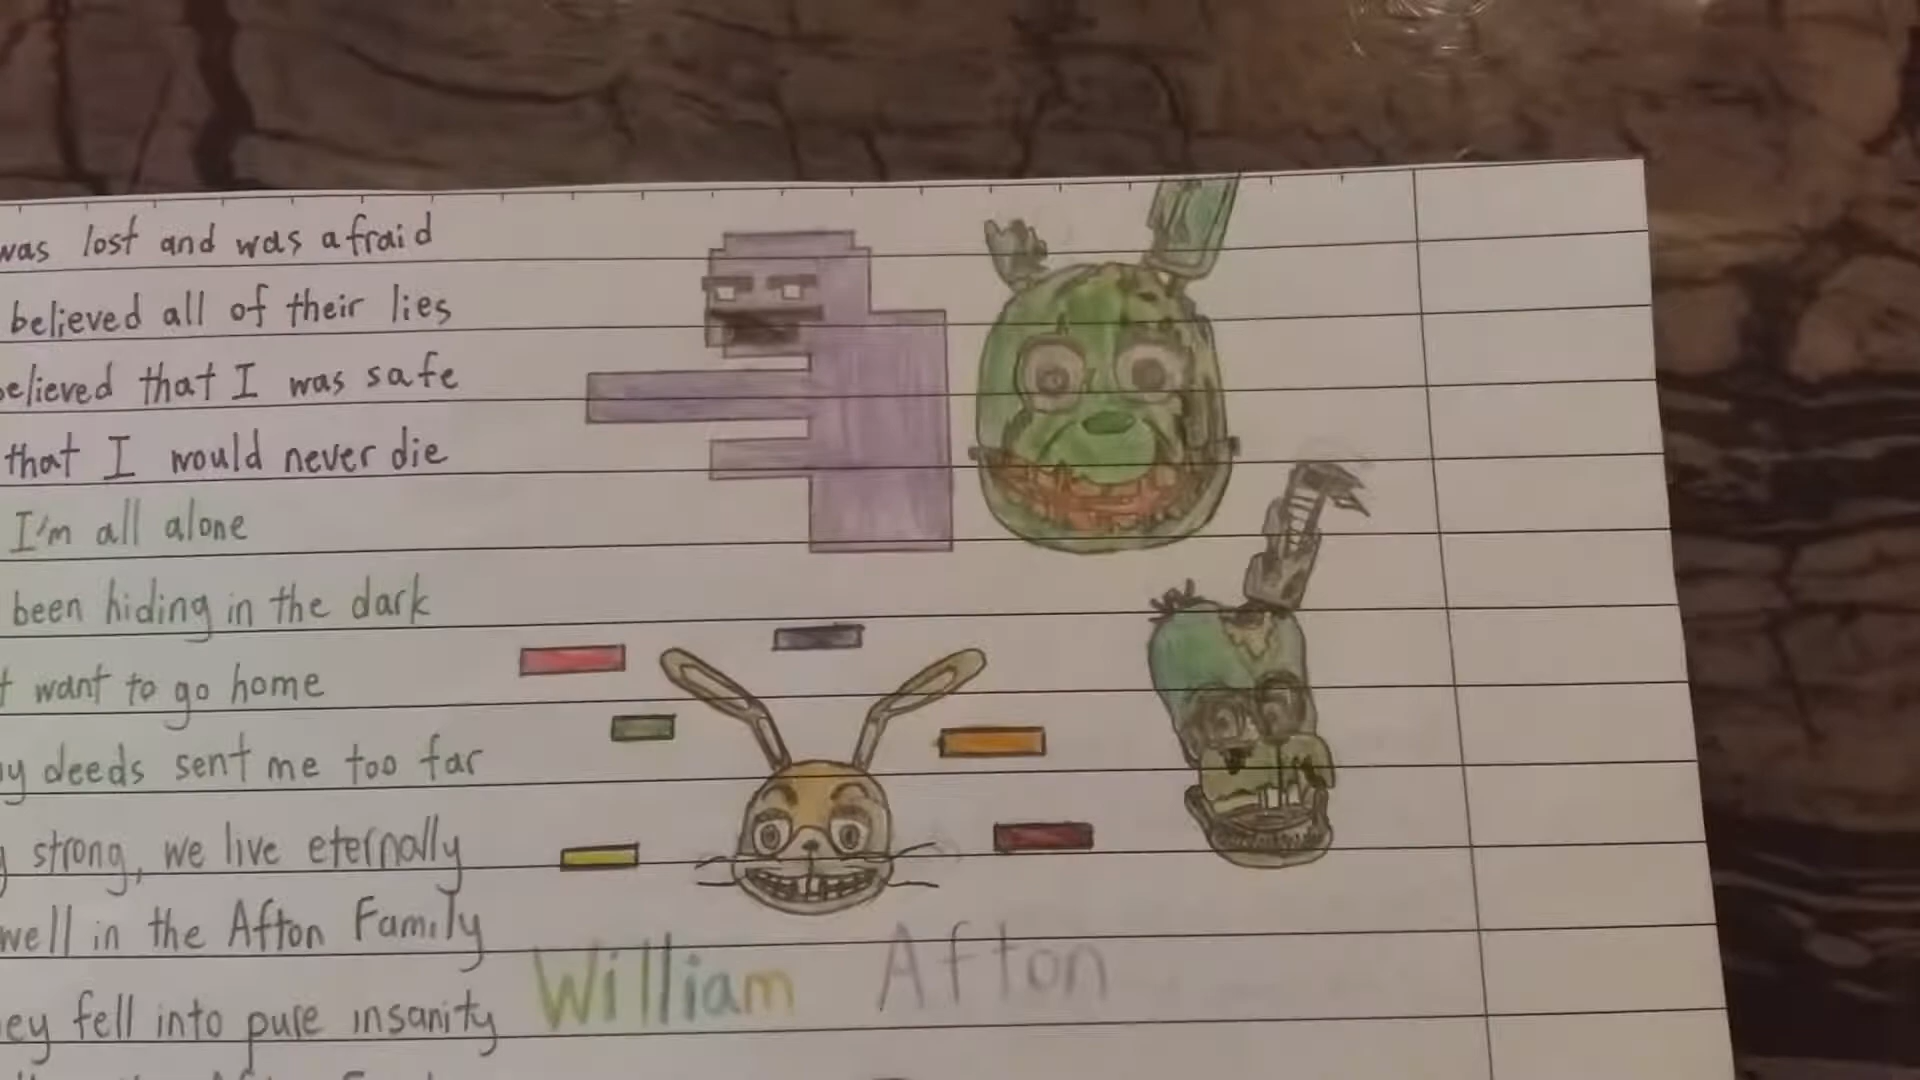 was lost and was afraid
believed all of their lies
believed that I was safe
that I would never die
I'm all alone
been hiding in the dark
want to go home
deeds sent me too far
strong, we live eternally
well in the Afton Family
fell into pure insanity
William Afton